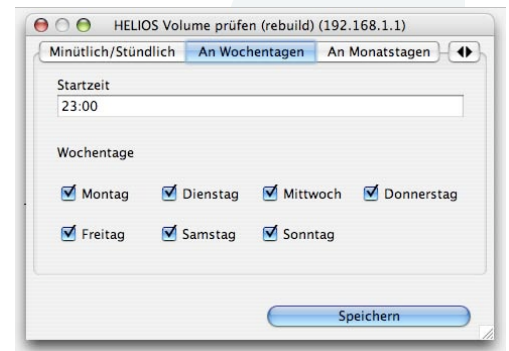 HELIOS Volume prüfen (rebuild) (192.168.1.1)
Minütlich/Stündlich An Wochentagen An Monatstagen
Startzeit
23:00
Wochentage
Montag Dienstag Mittwoch Donnerstag
Freitag Samstag Sonntag
Speichern